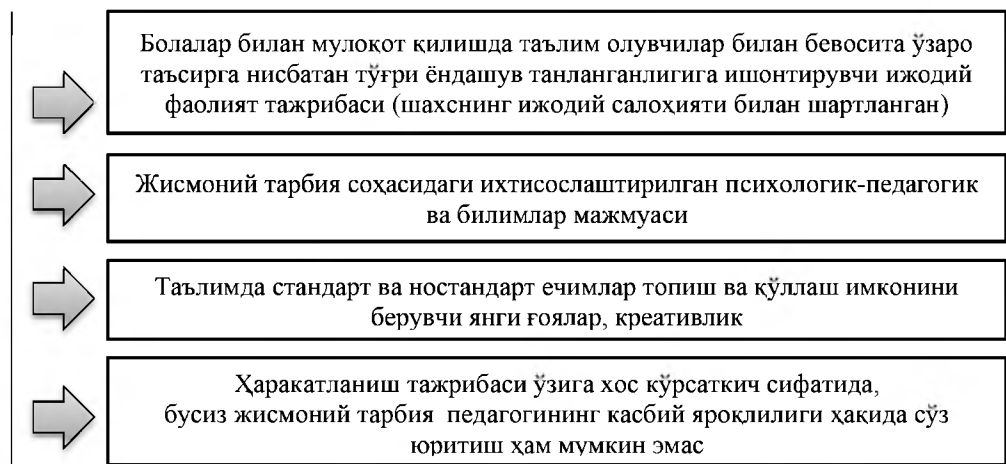 Болалар билан мулоқот қилишда таълим олувчилар билан бевосита ўзаро
таъсирга нисбатан тўғри ёндашув танланганлигига ишонтирувчи ижодий
фаолият тажрибаси (шахснинг ижодий салоҳияти билан шартланган)
Жисмоний тарбия соҳасидаги ихтисослаштирилган психологик-педагогик
ва билимлар мажмуаси
Таълимда стандарт ва ностандарт ечимлар топиш ва қўллаш имконини
берувчи янги ғоялар, креативлик
Ҳаракатланиш тажрибаси ўзига хос кўрсаткич сифатида,
бусиз жисмоний тарбия педагогининг касбий яроқлилиги ҳақида сўз
юритиш ҳам мумкин эмас